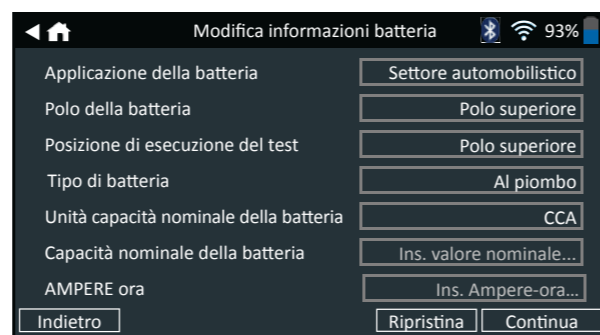 Modifica informazioni batteria 93%
Applicazione della batteria Settore automobilistico
Polo della batteria Polo superiore
Posizione di esecuzione del test Polo superiore
Tipo di batteria Al piombo
Unità capacità nominale della batteria CCA
Capacità nominale della batteria Ins. valore nominale...
AMPERE ora Ins. Ampere-ora...
Indietro Ripristina Continua